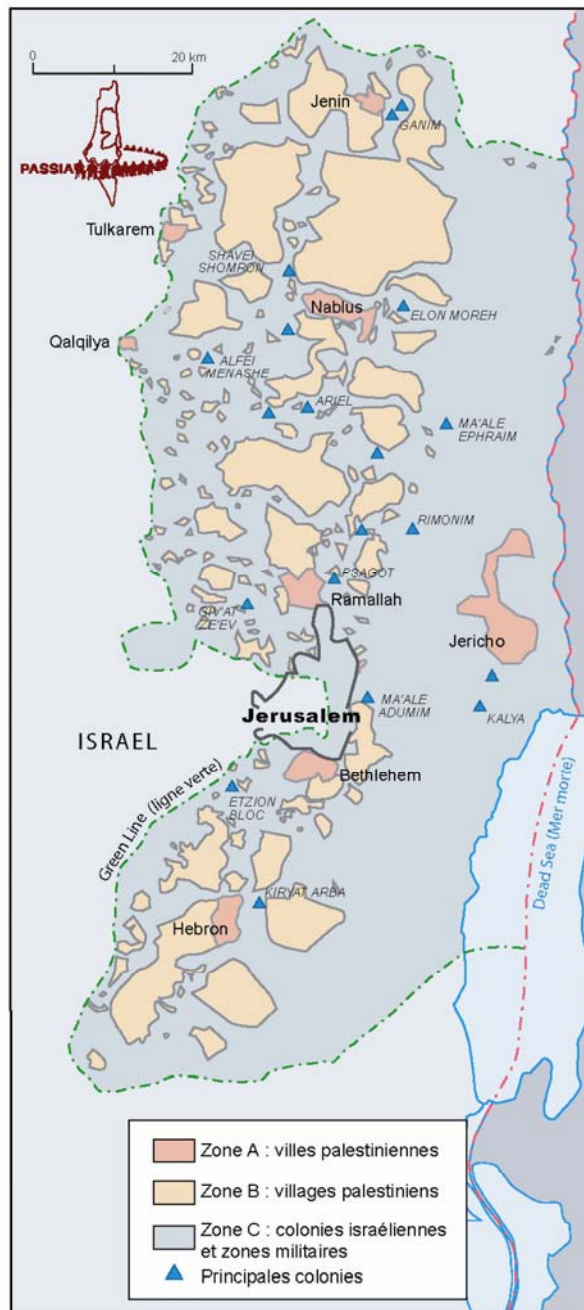 0
20 km
PASSIA
Jenin
GANIM
Tulkarem
SHAVEI
SHOMRON
Nablus
ELON MOREH
Qalqilya
ALFEI
MENASHE
ARIEL
MA'ALE
EPHRAIM
RIMONIM
PSAGOT
Ramallah
GIV'AT
ZE'EV
Jericho
MA'ALE
ADUMIM
KALYA
Jerusalem
ISRAEL
Bethlehem
ETZION
BLOC
Green Line (ligne verte)
Dead Sea (Mer morte)
KIRYAT ARBA
Hebron
Zone A : villes palestiniennes
Zone B : villages palestiniens
Zone C : colonies israéliennes
et zones militaires
Principales colonies